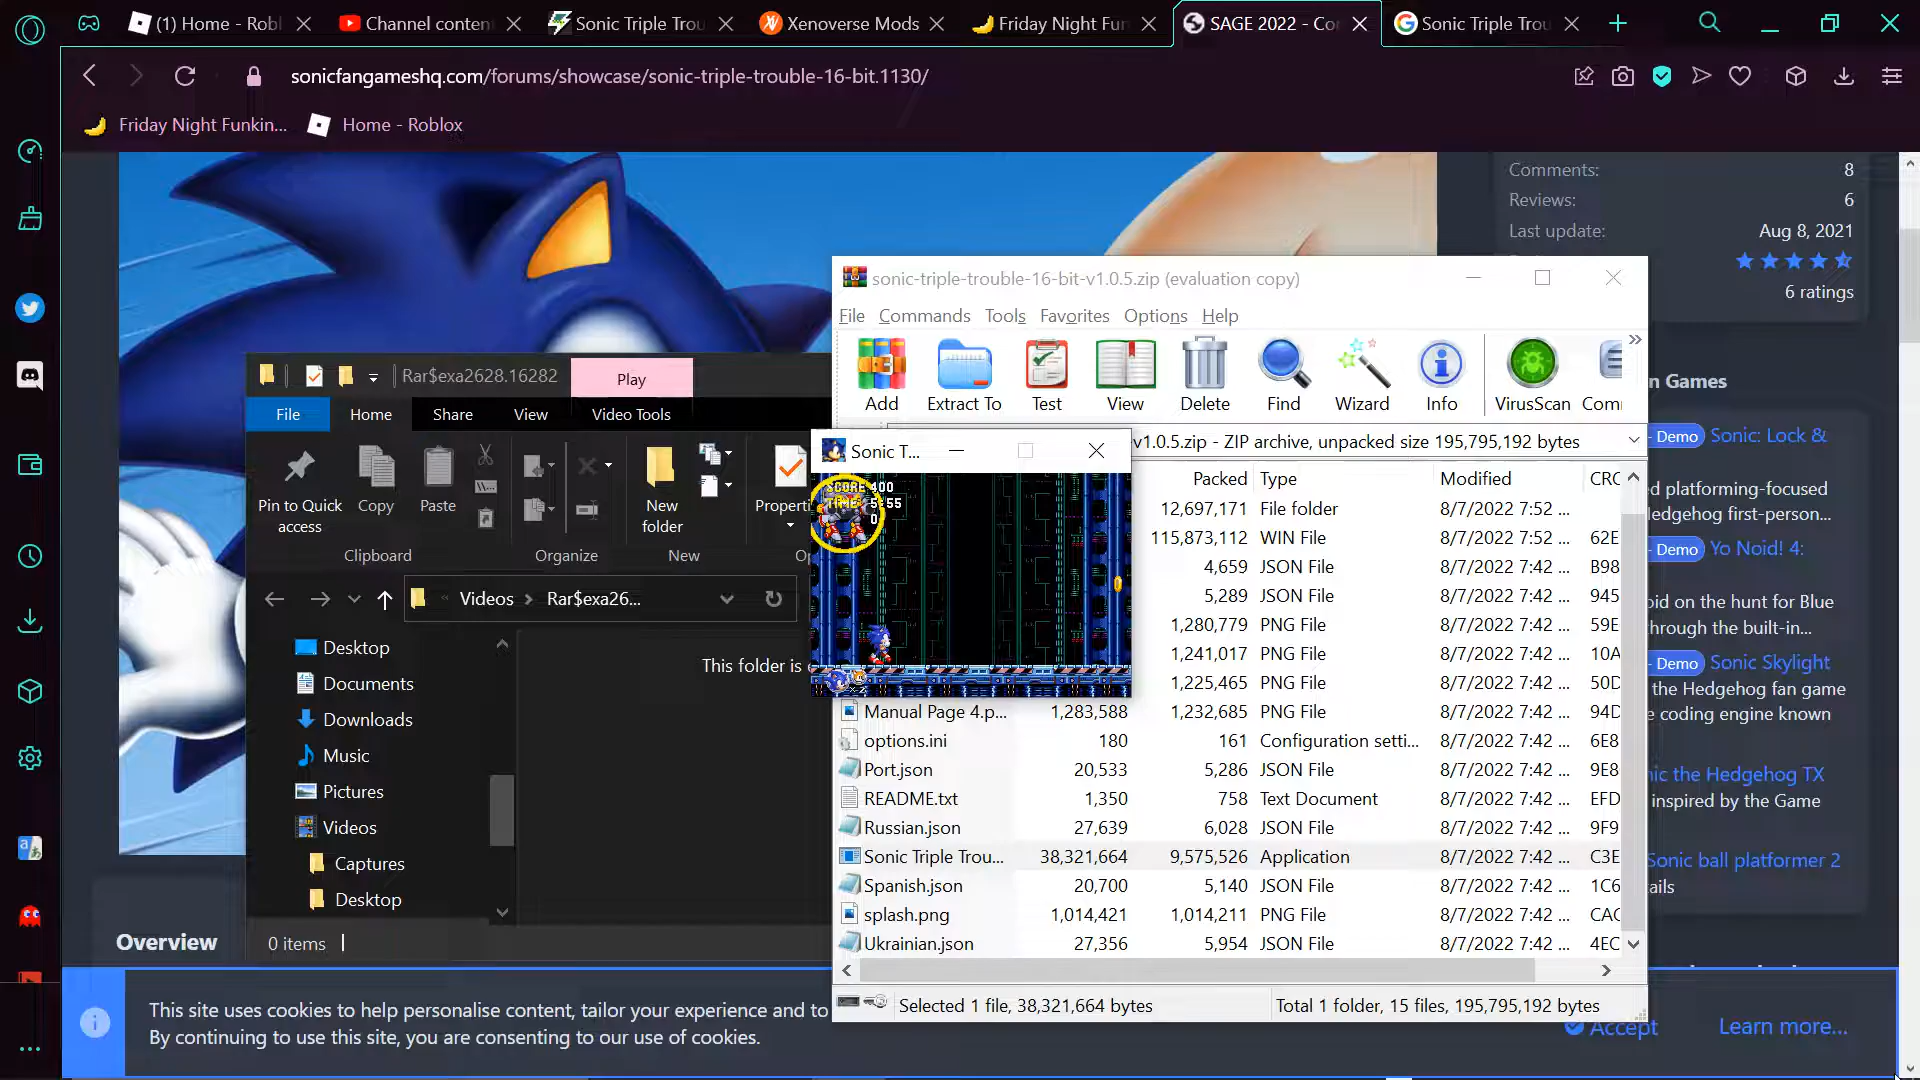 (1) Home - Robl
Channel conten
Sonic Triple Trou
Xenoverse Mods
Friday Night Fun
SAGE 2022 - Co
Sonic Triple Trou
sonicfangameshq.com/forums/showcase/sonic-triple-trouble-16-bit.1130/
Friday Night Funkin...
Home - Roblox
Comments: 8
Reviews: 6
Last update: Aug 8, 2021
6 ratings
n Games
- Demo Sonic: Lock &
d platforming-focused
ledgehog first-person...
- Demo Yo Noid! 4:
oid on the hunt for Blue
hrough the built-in...
- Demo Sonic Skylight
the Hedgehog fan game
e coding engine known
nic the Hedgehog TX
inspired by the Game
Sonic ball platformer 2
ails
Rar$exa2628.16282
Play
File Home Share View Video Tools
Pin to Quick access
Copy
Paste
New folder
Properti
Clipboard Organize New Op
Videos Rar$exa26...
Desktop
Documents
Downloads
Music
Pictures
Videos
Captures
Desktop
This folder is e
0 items
sonic-triple-trouble-16-bit-v1.0.5.zip (evaluation copy)
File Commands Tools Favorites Options Help
Add Extract To Test View Delete Find Wizard Info VirusScan Comm
v1.0.5.zip - ZIP archive, unpacked size 195,795,192 bytes
Packed Type Modified CRC
12,697,171 File folder 8/7/2022 7:52 ...
115,873,112 WIN File 8/7/2022 7:52 ... 62E
4,659 JSON File 8/7/2022 7:42 ... B98
5,289 JSON File 8/7/2022 7:42 ... 945
1,280,779 PNG File 8/7/2022 7:42 ... 59E
1,241,017 PNG File 8/7/2022 7:42 ... 10A
1,225,465 PNG File 8/7/2022 7:42 ... 50D
Manual Page 4.p... 1,283,588 1,232,685 PNG File 8/7/2022 7:42 ... 94D
options.ini 180 161 Configuration setti... 8/7/2022 7:42 ... 6E8
Port.json 20,533 5,286 JSON File 8/7/2022 7:42 ... 9E8
README.txt 1,350 758 Text Document 8/7/2022 7:42 ... EFD
Russian.json 27,639 6,028 JSON File 8/7/2022 7:42 ... 9F9
Sonic Triple Trou... 38,321,664 9,575,526 Application 8/7/2022 7:42 ... C3E
Spanish.json 20,700 5,140 JSON File 8/7/2022 7:42 ... 1C6
splash.png 1,014,421 1,014,211 PNG File 8/7/2022 7:42 ... CAC
Ukrainian.json 27,356 5,954 JSON File 8/7/2022 7:42 ... 4EC
Selected 1 file, 38,321,664 bytes
Total 1 folder, 15 files, 195,795,192 bytes
Sonic T...
SCORE 400
TIME 5:55
0
Overview
This site uses cookies to help personalise content, tailor your experience and to
By continuing to use this site, you are consenting to our use of cookies.
Accept
Learn more...